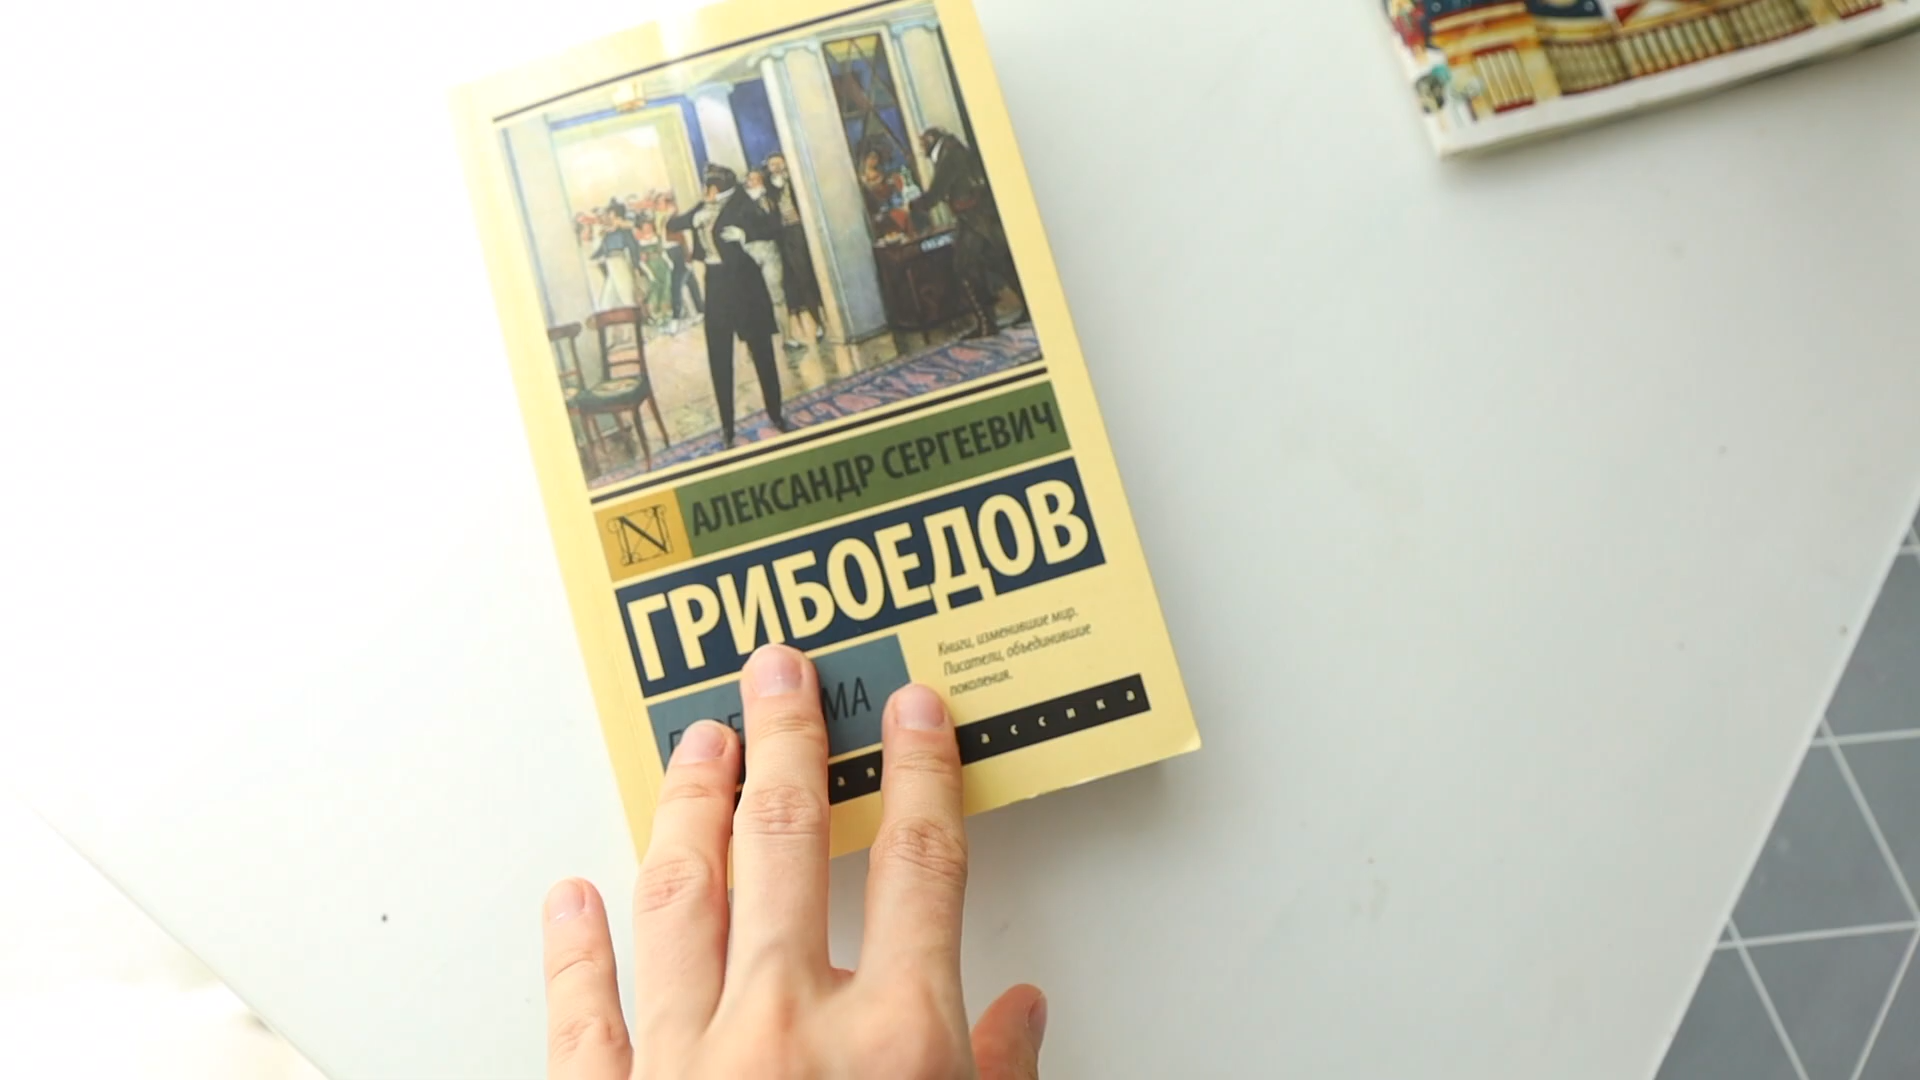 АЛЕКСАНДР СЕРГЕЕВИЧ
N
ГРИБОЕДОВ
Книги, изменившие мир.
Писатели, объединившие
поколения.